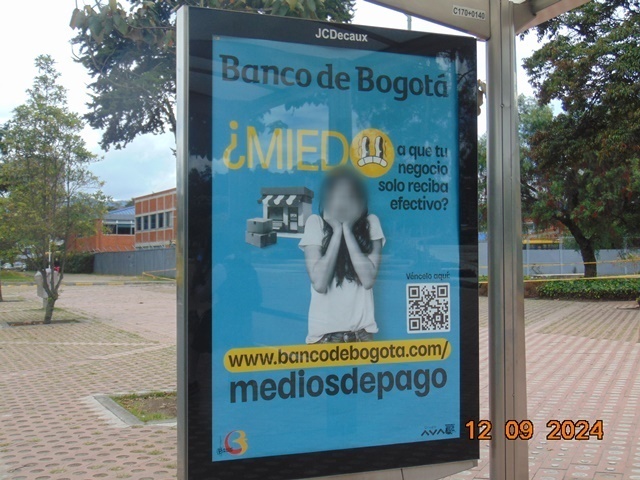 C170+0140
JCDecaux
Banco de Bogotá
¿MIEDO
a que tu
negocio
solo reciba
efectivo?
Véncelo aquí:
www.bancodebogota.com/
mediosdepago
AVAL
12 09 2024